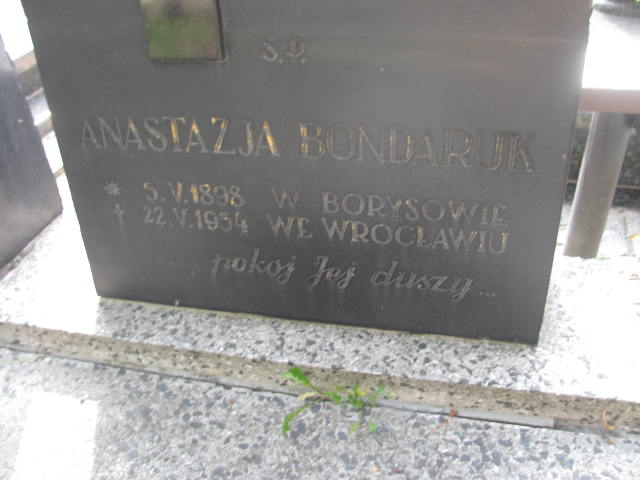 Ś.P.
ANASTAZJA BONDARUK
* 5.V.1898 W BORYSOWIE
† 22.V.1954 WE WROCŁAWIU
.... pokój Jej duszy...